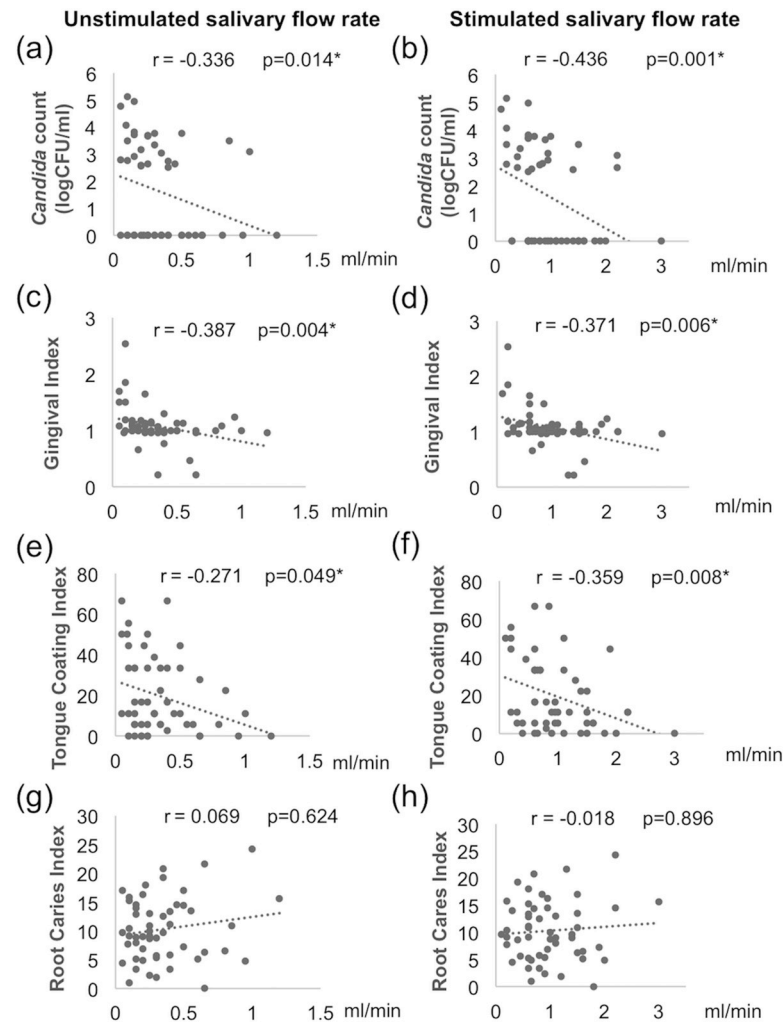 Unstimulated salivary flow rate
Stimulated salivary flow rate
(a)
r = -0.336 p=0.014*
Candida count
(logCFU/ml)
6
5
4
3
2
1
0
0 0.5 1 1.5 ml/min
(b)
r = -0.436 p=0.001*
Candida count
(logCFU/ml)
6
5
4
3
2
1
0
0 1 2 3 ml/min
(c)
r = -0.387 p=0.004*
Gingival Index
3
2
1
0
0 0.5 1 1.5 ml/min
(d)
r = -0.371 p=0.006*
Gingival Index
3
2
1
0
0 1 2 3 ml/min
(e)
r = -0.271 p=0.049*
Tongue Coating Index
80
60
40
20
0
0 0.5 1 1.5 ml/min
(f)
r = -0.359 p=0.008*
Tongue Coating Index
80
60
40
20
0
0 1 2 3 ml/min
(g)
r = 0.069 p=0.624
Root Caries Index
30
25
20
15
10
5
0
0 0.5 1 1.5 ml/min
(h)
r = -0.018 p=0.896
Root Cares Index
30
25
20
15
10
5
0
0 1 2 3 ml/min